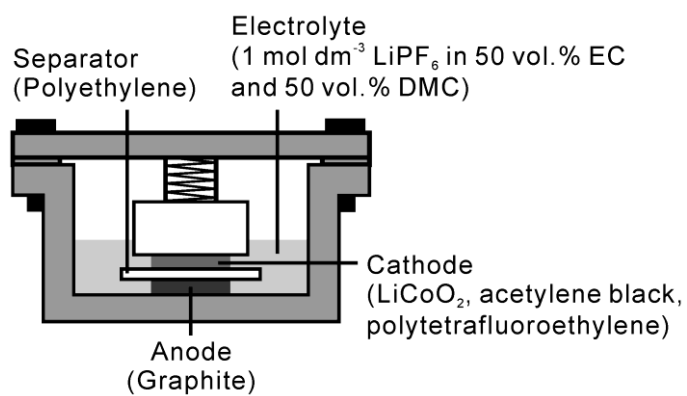 Electrolyte
(1 mol dm⁻³ LiPF₆ in 50 vol.% EC
and 50 vol.% DMC)
Separator
(Polyethylene)
Cathode
(LiCoO₂, acetylene black,
polytetrafluoroethylene)
Anode
(Graphite)